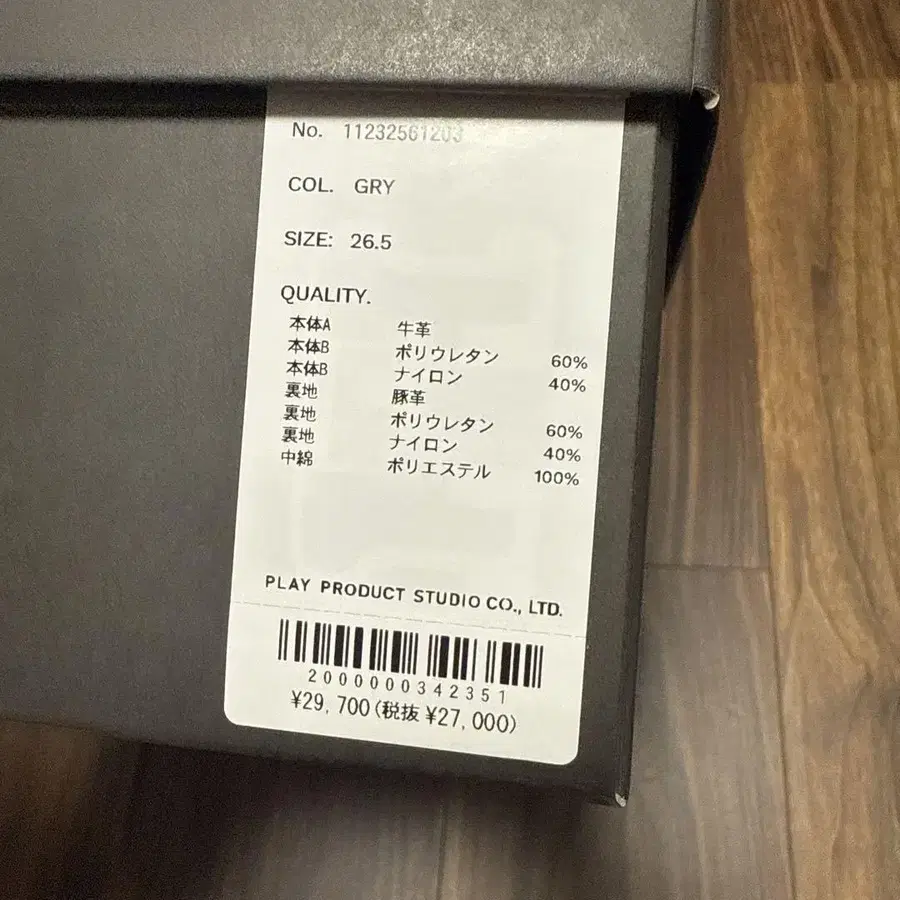 No. 11232561203
COL. GRY
SIZE: 26.5
QUALITY.
本体A 牛革
本体B ポリウレタン 60%
本体B ナイロン 40%
裏地 豚革
裏地 ポリウレタン 60%
裏地 ナイロン 40%
中綿 ポリエステル 100%
PLAY PRODUCT STUDIO CO., LTD.
2000000342351
¥29,700(税抜 ¥27,000)